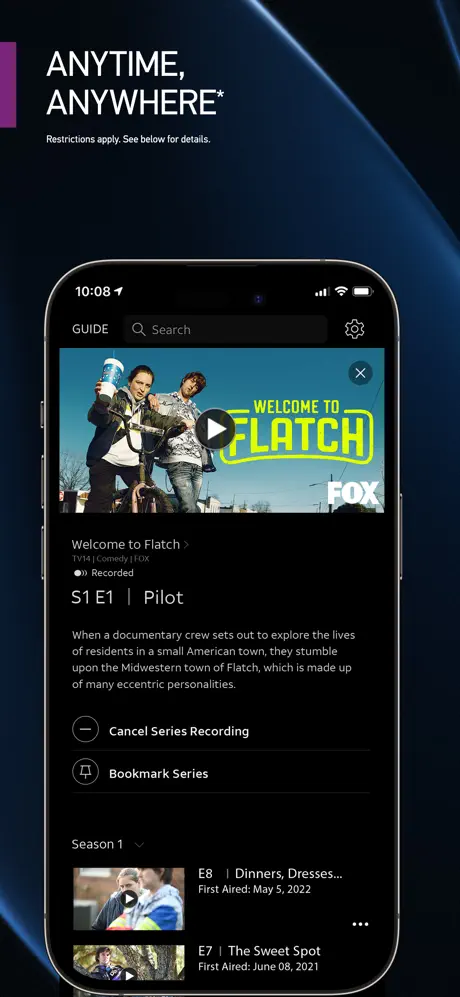 ANYTIME,
ANYWHERE*
Restrictions apply. See below for details.
10:08
GUIDE
Search
WELCOME TO
FLATCH
FOX
Welcome to Flatch
TV14 | Comedy | FOX
Recorded
S1 E1 | Pilot
When a documentary crew sets out to explore the lives
of residents in a small American town, they stumble
upon the Midwestern town of Flatch, which is made up
of many eccentric personalities.
Cancel Series Recording
Bookmark Series
Season 1
E8 | Dinners, Dresses...
First Aired: May 5, 2022
E7 | The Sweet Spot
First Aired: June 08, 2021